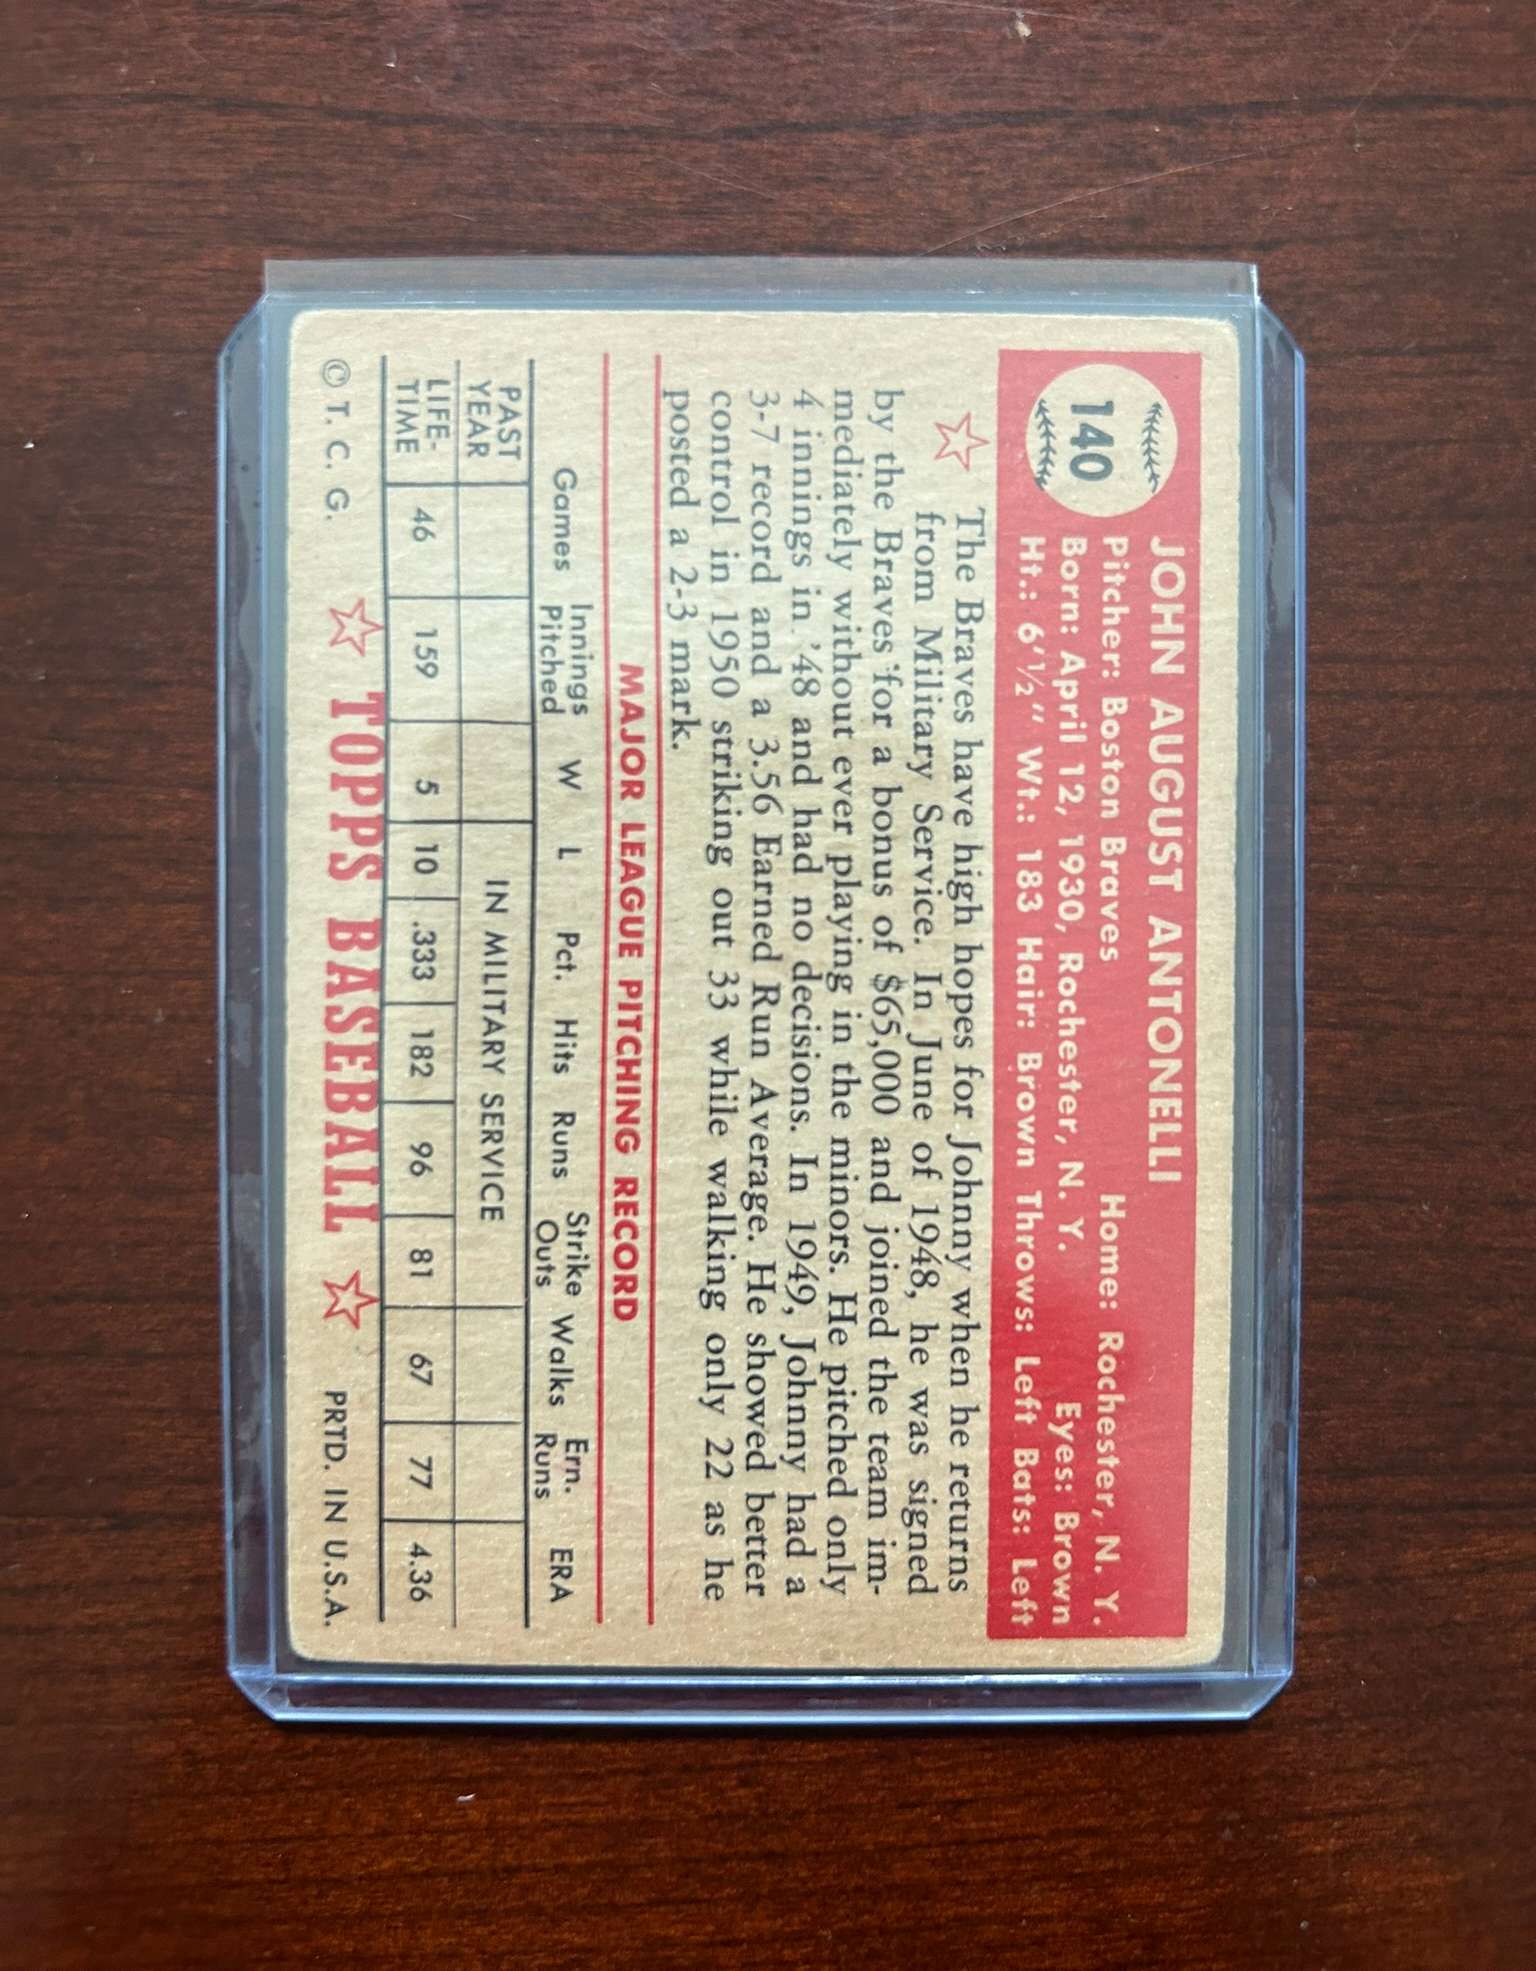 140
JOHN AUGUST ANTONELLI
Pitcher: Boston Braves Home: Rochester, N. Y.
Born: April 12, 1930, Rochester, N. Y. Eyes: Brown
Ht.: 6'½" Wt.: 183 Hair: Brown Throws: Left Bats: Left
The Braves have high hopes for Johnny when he returns
from Military Service. In June of 1948, he was signed
by the Braves for a bonus of $65,000 and joined the team im-
mediately without ever playing in the minors. He pitched only
4 innings in '48 and had no decisions. In 1949, Johnny had a
3-7 record and a 3.56 Earned Run Average. He showed better
control in 1950 striking out 33 while walking only 22 as he
posted a 2-3 mark.
MAJOR LEAGUE PITCHING RECORD
Games Innings Pitched W L Pct. Hits Runs Strike Outs Walks Ern. Runs ERA
PAST YEAR IN MILITARY SERVICE
LIFE-TIME 46 159 5 10 .333 182 96 81 67 77 4.36
© T. C. G. TOPPS BASEBALL PRTD. IN U.S.A.